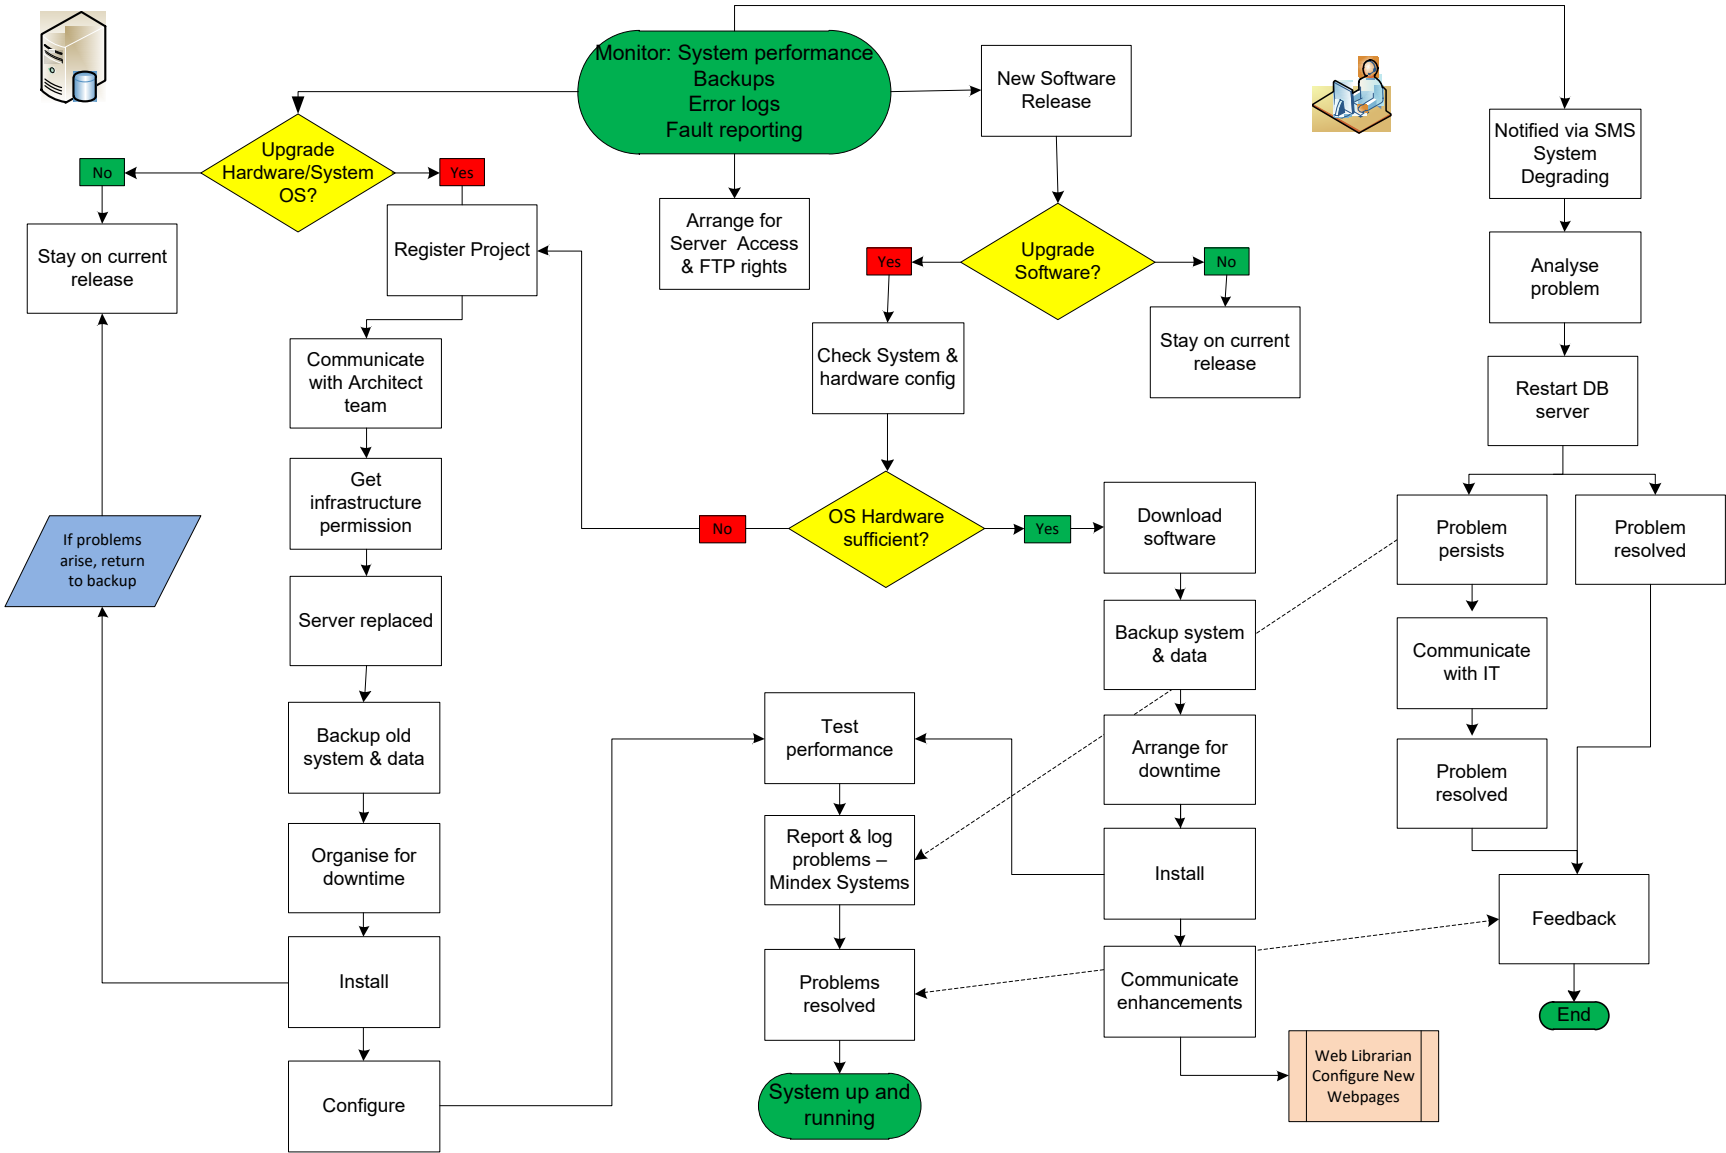 Monitor: System performance
Backups
Error logs
Fault reporting
New Software
Release
Notified via SMS
System
Degrading
Upgrade
Hardware/System
OS?
No
Yes
Stay on current
release
Register Project
Arrange for
Server Access
& FTP rights
Upgrade
Software?
Yes
No
Analyse
problem
Check System &
hardware config
Stay on current
release
Communicate
with Architect
team
Restart DB
server
Get
infrastructure
permission
If problems
arise, return
to backup
No
OS Hardware
sufficient?
Yes
Download
software
Problem
persists
Problem
resolved
Server replaced
Backup system
& data
Communicate
with IT
Backup old
system & data
Test
performance
Arrange for
downtime
Problem
resolved
Organise for
downtime
Report & log
problems –
Mindex Systems
Install
Feedback
Install
Problems
resolved
Communicate
enhancements
End
Configure
System up and
running
Web Librarian
Configure New
Webpages